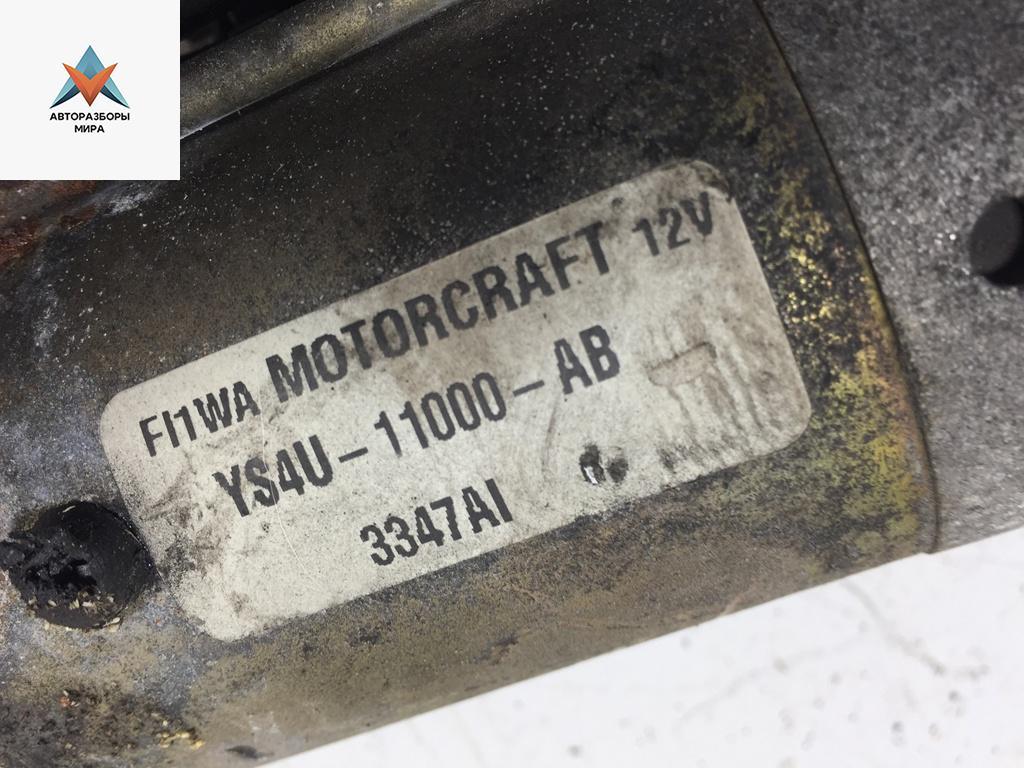 АВТОРАЗБОРЫ
МИРА
FI1WA MOTORCRAFT 12V
YS4U-11000-AB
3347AI